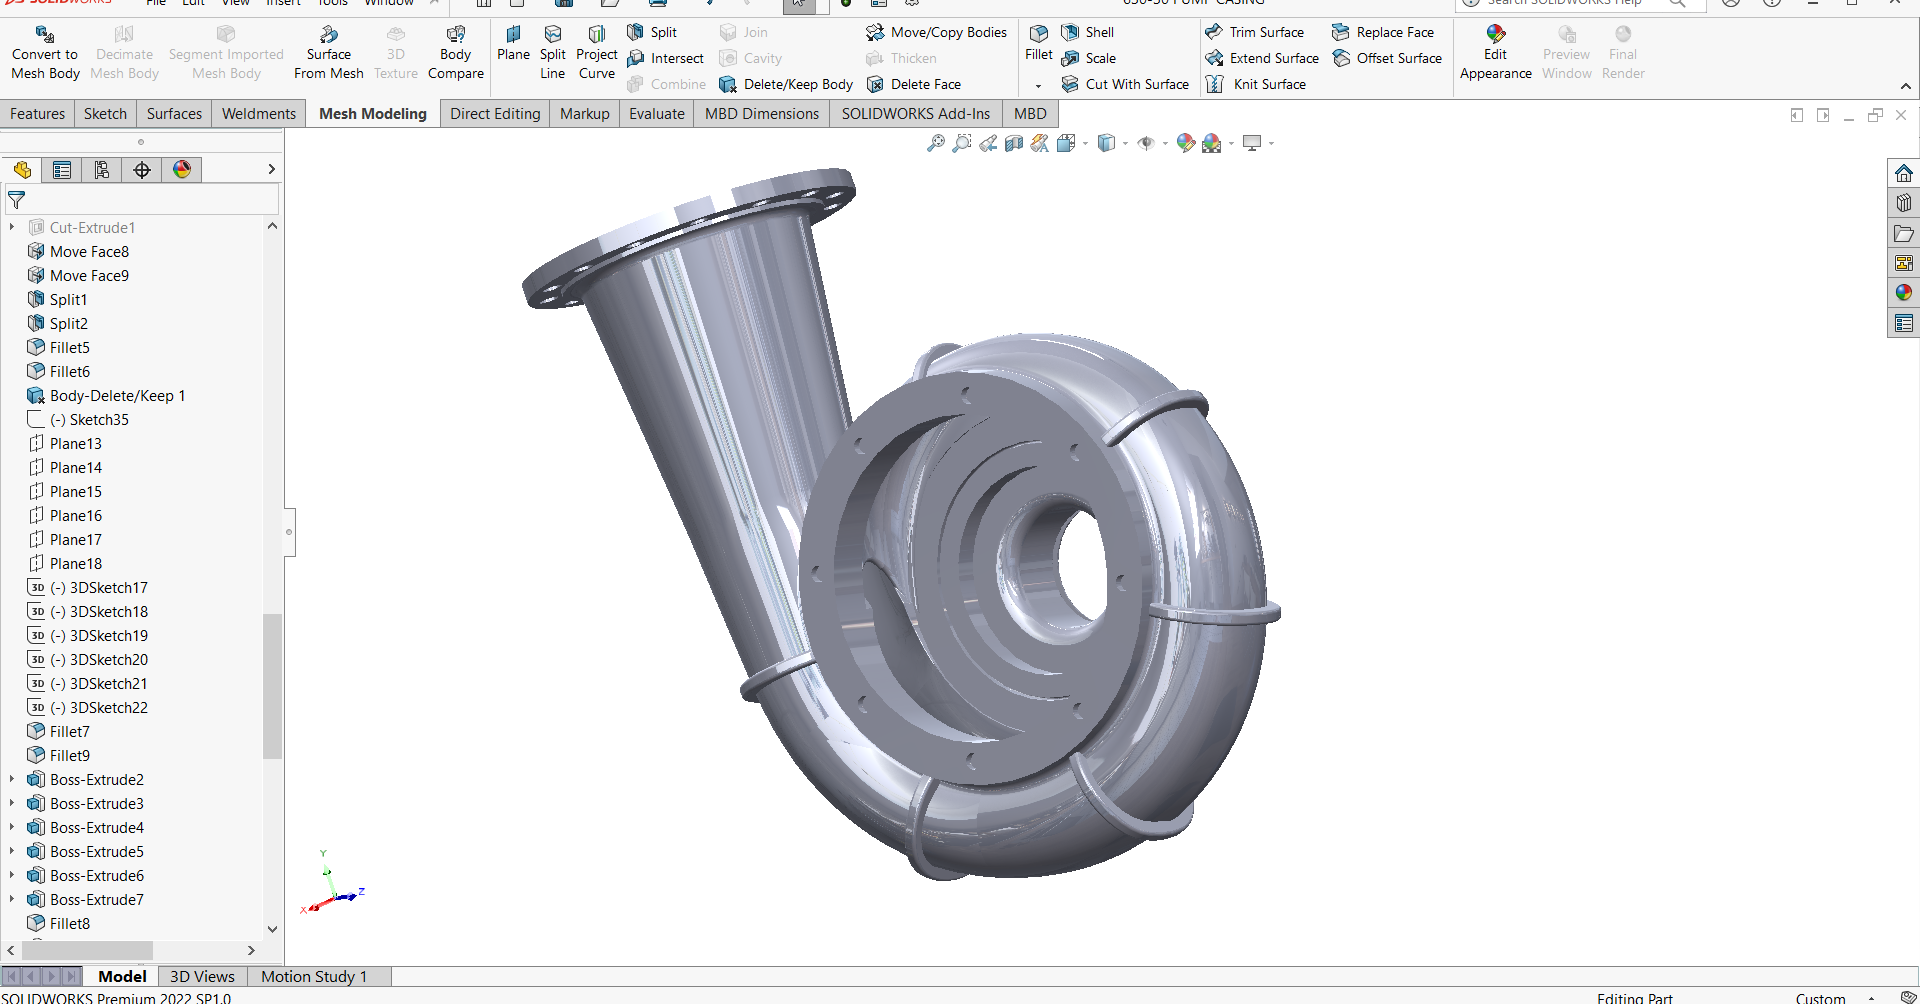 SOLIDWORKS File Edit View Insert Tools Window 650-50 PUMP CASING Search SOLIDWORKS Help
Convert to Mesh Body
Decimate Mesh Body
Segment Imported Mesh Body
Surface From Mesh
3D Texture
Body Compare
Plane
Split Line
Project Curve
Split
Intersect
Combine
Join
Cavity
Delete/Keep Body
Move/Copy Bodies
Thicken
Delete Face
Fillet
Shell
Scale
Cut With Surface
Trim Surface
Extend Surface
Knit Surface
Replace Face
Offset Surface
Edit Appearance
Preview Window
Final Render
Features Sketch Surfaces Weldments Mesh Modeling Direct Editing Markup Evaluate MBD Dimensions SOLIDWORKS Add-Ins MBD
Cut-Extrude1
Move Face8
Move Face9
Split1
Split2
Fillet5
Fillet6
Body-Delete/Keep 1
(-) Sketch35
Plane13
Plane14
Plane15
Plane16
Plane17
Plane18
3D (-) 3DSketch17
3D (-) 3DSketch18
3D (-) 3DSketch19
3D (-) 3DSketch20
3D (-) 3DSketch21
3D (-) 3DSketch22
Fillet7
Fillet9
Boss-Extrude2
Boss-Extrude3
Boss-Extrude4
Boss-Extrude5
Boss-Extrude6
Boss-Extrude7
Fillet8
Y
Z
X
Model 3D Views Motion Study 1
SOLIDWORKS Premium 2022 SP1.0 Editing Part Custom